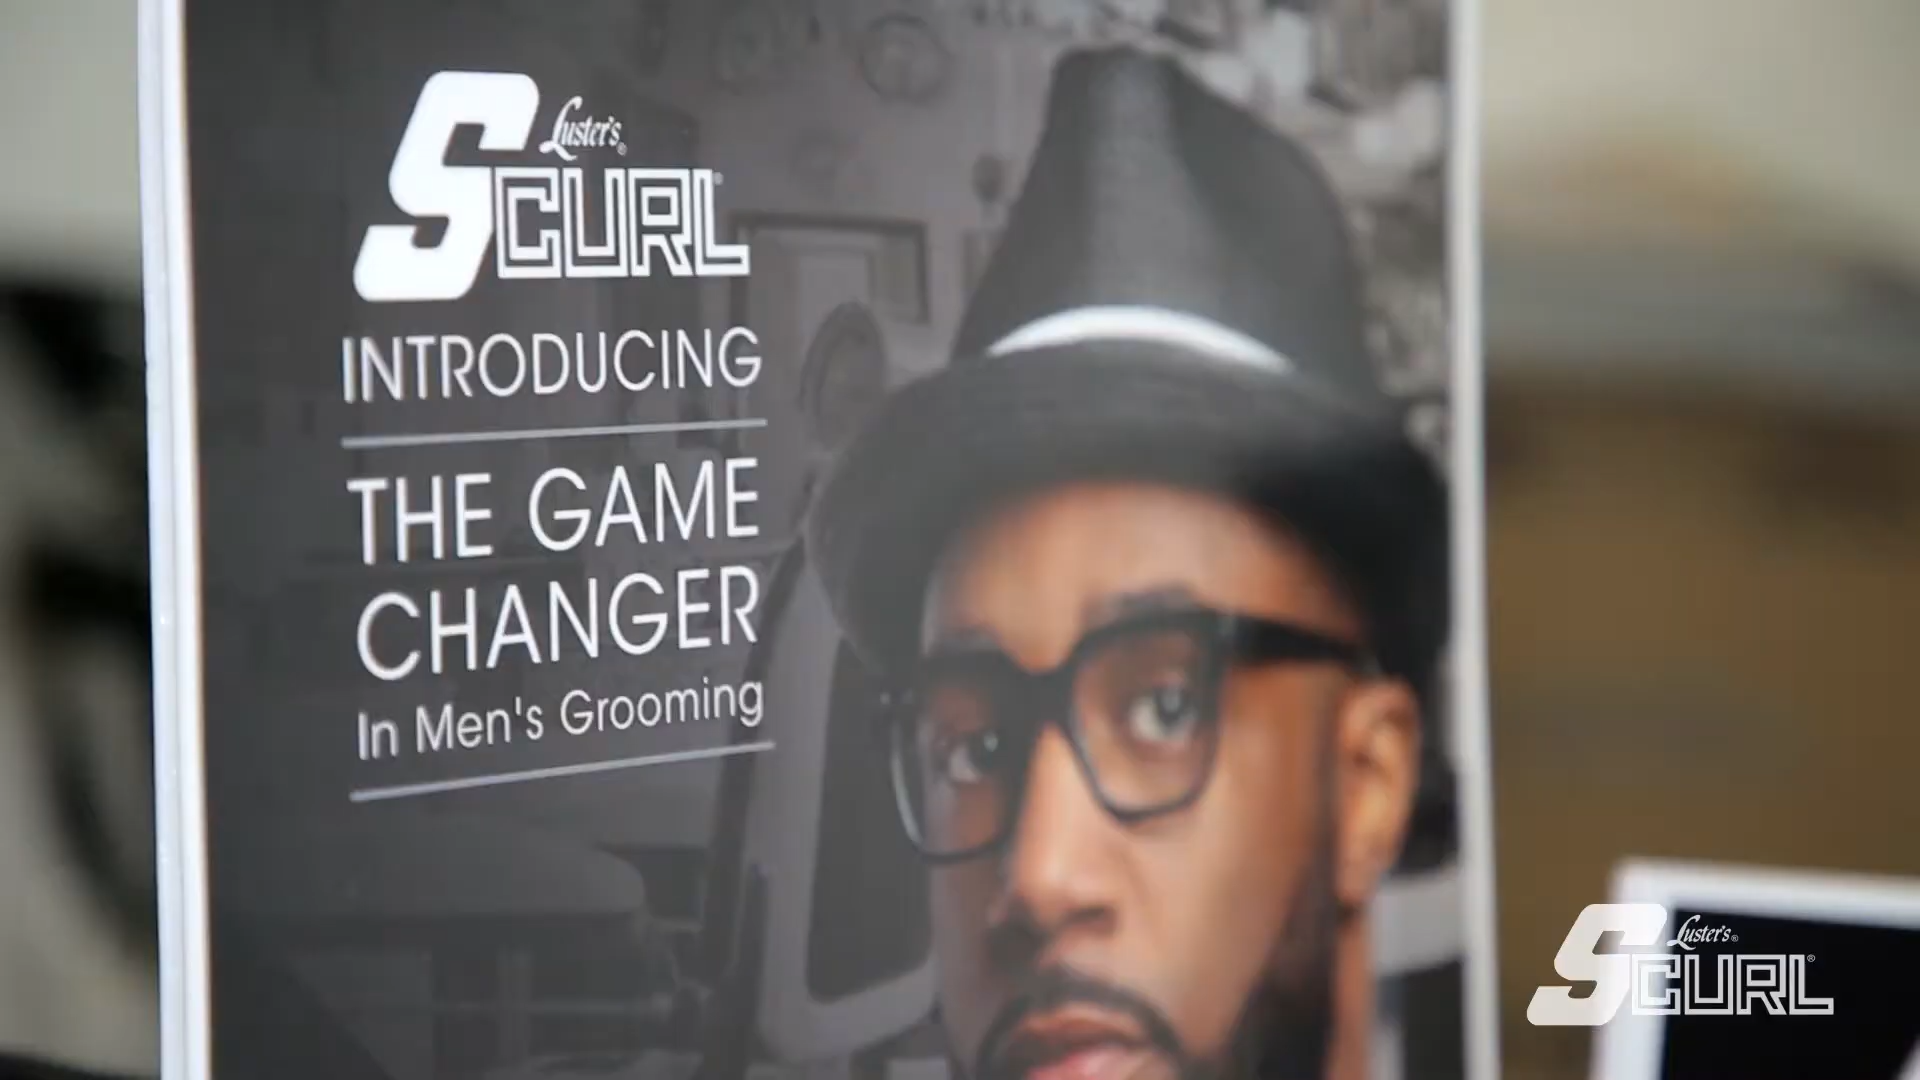 Luster's®
SCURL®
INTRODUCING
THE GAME
CHANGER
In Men's Grooming
Luster's®
SCURL®